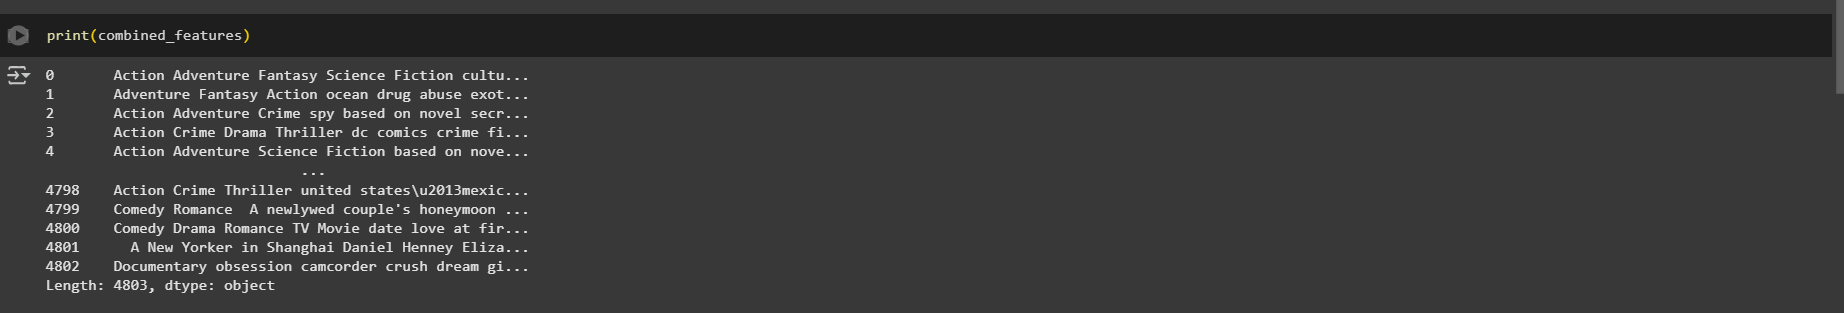 print(combined_features)
0       Action Adventure Fantasy Science Fiction cultu...
1       Adventure Fantasy Action ocean drug abuse exot...
2       Action Adventure Crime spy based on novel secr...
3       Action Crime Drama Thriller dc comics crime fi...
4       Action Adventure Science Fiction based on nove...
                              ...
4798    Action Crime Thriller united states\u2013mexic...
4799    Comedy Romance  A newlywed couple's honeymoon ...
4800    Comedy Drama Romance TV Movie date love at fir...
4801      A New Yorker in Shanghai Daniel Henney Eliza...
4802    Documentary obsession camcorder crush dream gi...
Length: 4803, dtype: object